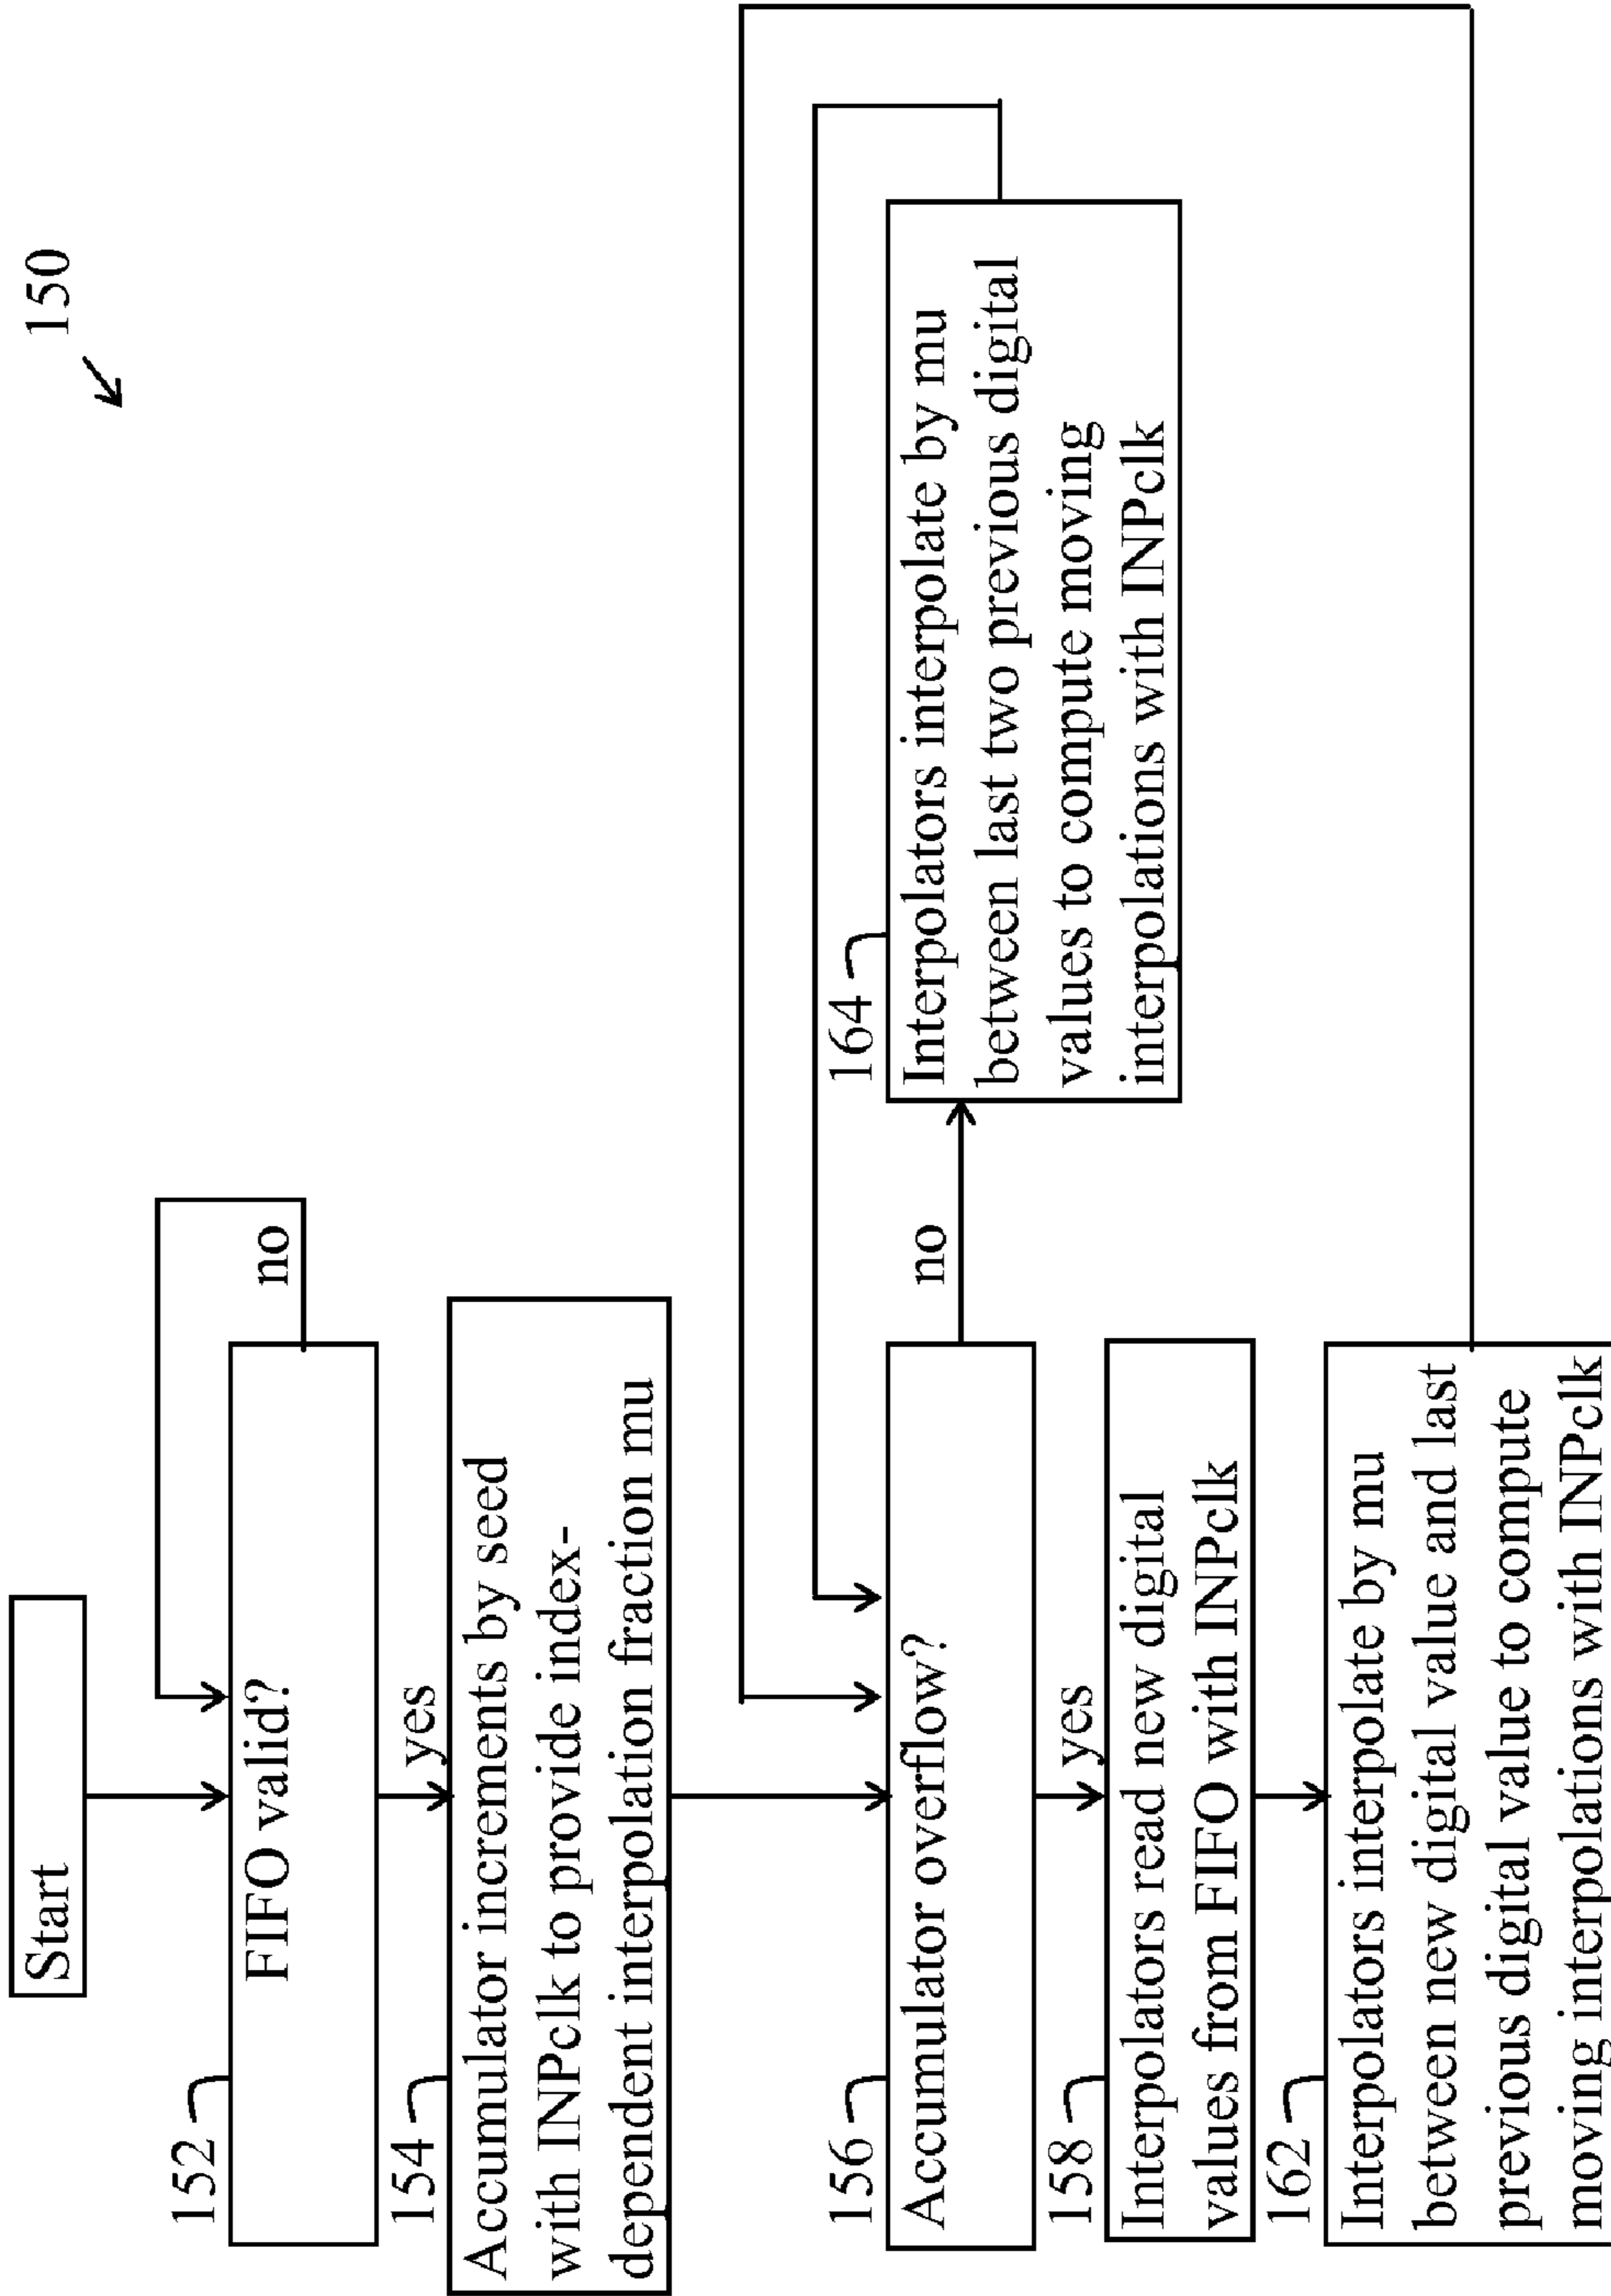 150
Start
152
FIFO valid?
no
yes
154
Accumulator increments by seed
with INPclk to provide index-
dependent interpolation fraction mu
156
Accumulator overflow?
no
yes
164
Interpolators interpolate by mu
between last two previous digital
values to compute moving
interpolations with INPclk
158
Interpolators read new digital
values from FIFO with INPclk
162
Interpolators interpolate by mu
between new digital value and last
previous digital value to compute
moving interpolations with INPclk